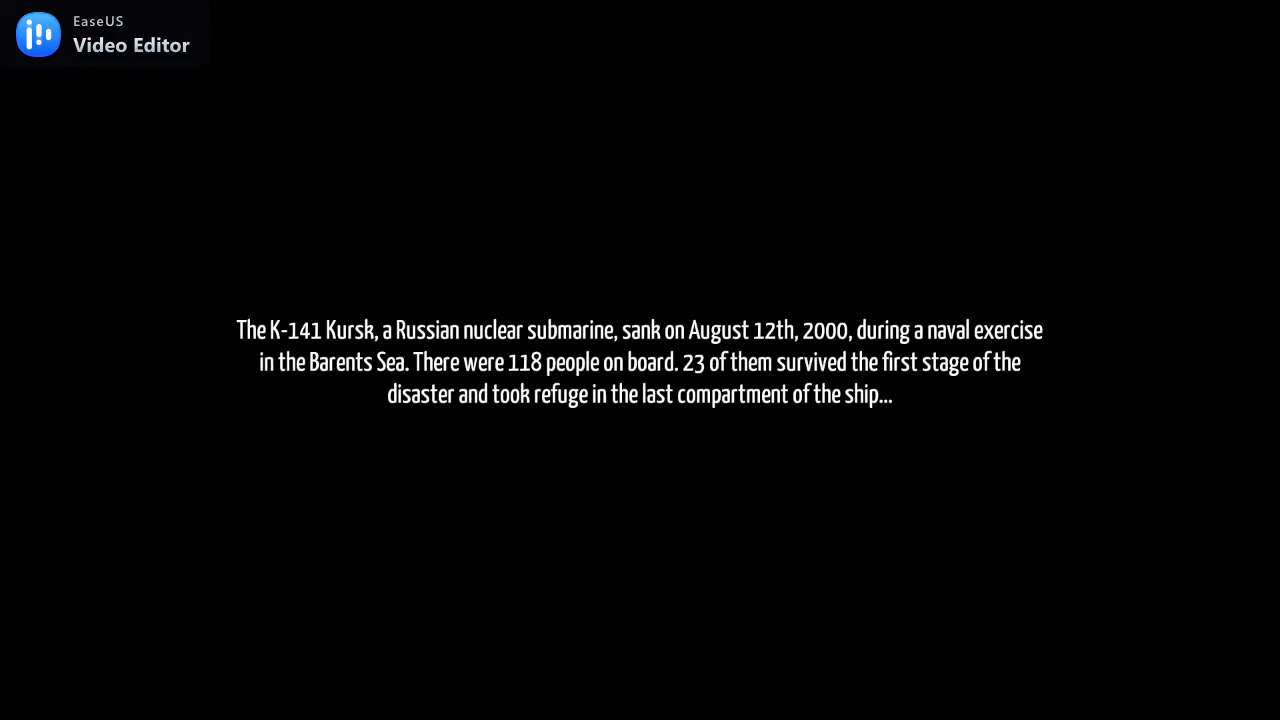 EaseUS
Video Editor
The K-141 Kursk, a Russian nuclear submarine, sank on August 12th, 2000, during a naval exercise
in the Barents Sea. There were 118 people on board. 23 of them survived the first stage of the
disaster and took refuge in the last compartment of the ship...